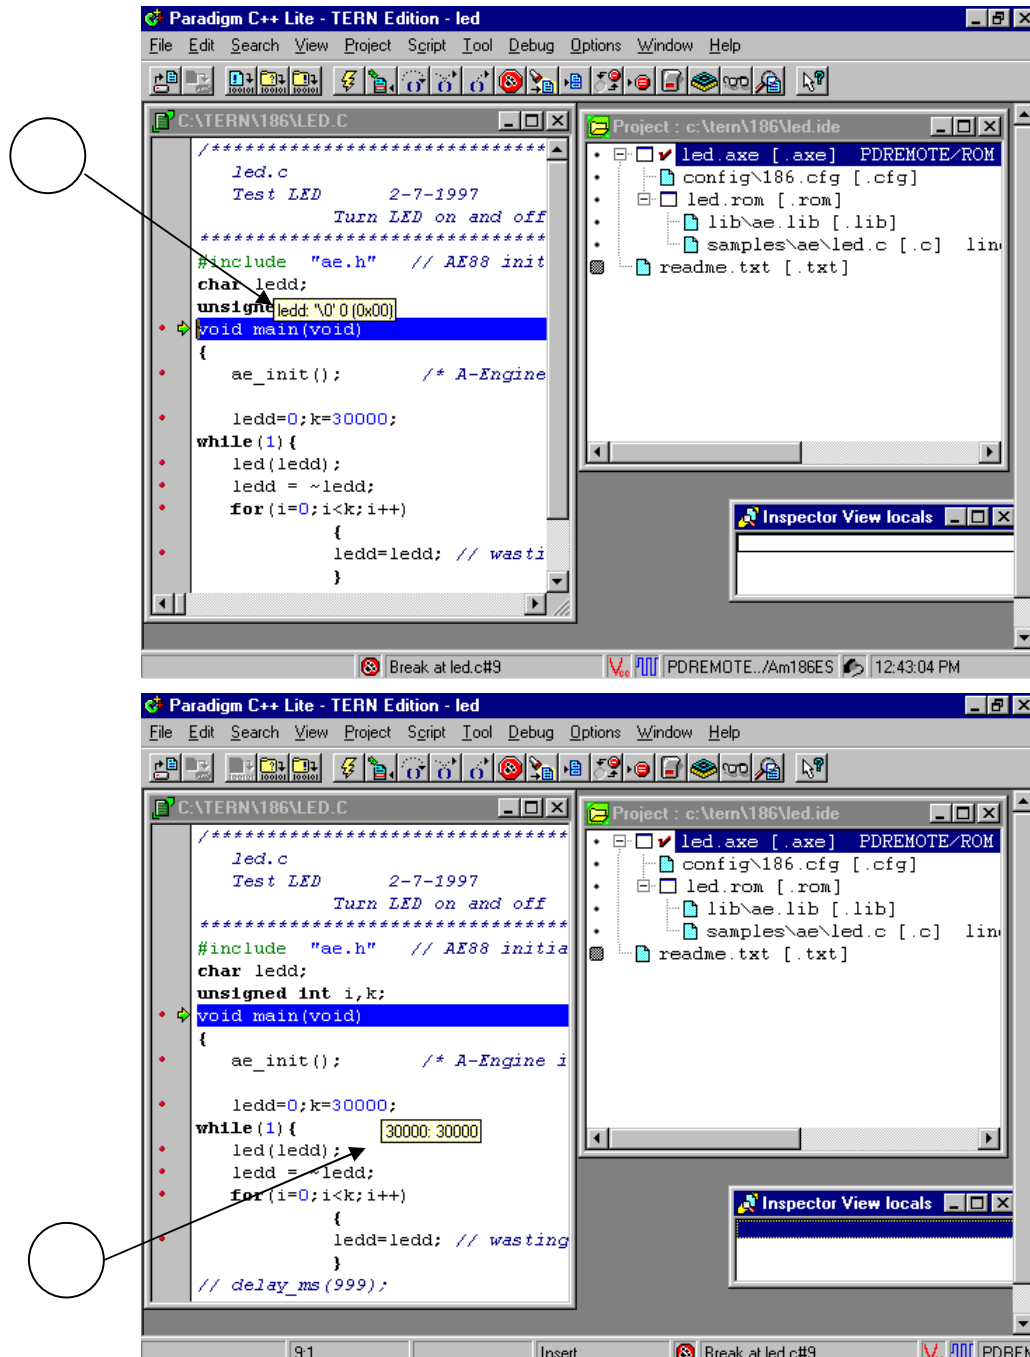 Paradigm C++ Lite - TERN Edition - led
File Edit Search View Project Script Tool Debug Options Window Help
C:\TERN\186\LED.C
/******************************
led.c
Test LED 2-7-1997
Turn LED on and off
*******************************
#include "ae.h" // AE88 init
char ledd;
unsigne
ledd: '\0' 0 (0x00)
void main(void)
{
ae_init(); /* A-Engine
ledd=0;k=30000;
while(1){
led(ledd);
ledd = ~ledd;
for(i=0;i<k;i++)
{
ledd=ledd; // wasti
}
Project : c:\tern\186\led.ide
led.axe [.axe] PDREMOTE/ROM
config\186.cfg [.cfg]
led.rom [.rom]
lib\ae.lib [.lib]
samples\ae\led.c [.c] lin
readme.txt [.txt]
Inspector View locals
Break at led.c#9
Vcc PDREMOTE../Am186ES 12:43:04 PM
Paradigm C++ Lite - TERN Edition - led
File Edit Search View Project Script Tool Debug Options Window Help
C:\TERN\186\LED.C
/********************************
led.c
Test LED 2-7-1997
Turn LED on and off
*********************************
#include "ae.h" // AE88 initia
char ledd;
unsigned int i,k;
void main(void)
{
ae_init(); /* A-Engine i
ledd=0;k=30000;
while(1){
30000: 30000
led(ledd);
ledd = ~ledd;
for(i=0;i<k;i++)
{
ledd=ledd; // wasting
}
// delay_ms(999);
Project : c:\tern\186\led.ide
led.axe [.axe] PDREMOTE/ROM
config\186.cfg [.cfg]
led.rom [.rom]
lib\ae.lib [.lib]
samples\ae\led.c [.c] lin
readme.txt [.txt]
Inspector View locals
9:1 Insert Break at led.c#9 PDREM